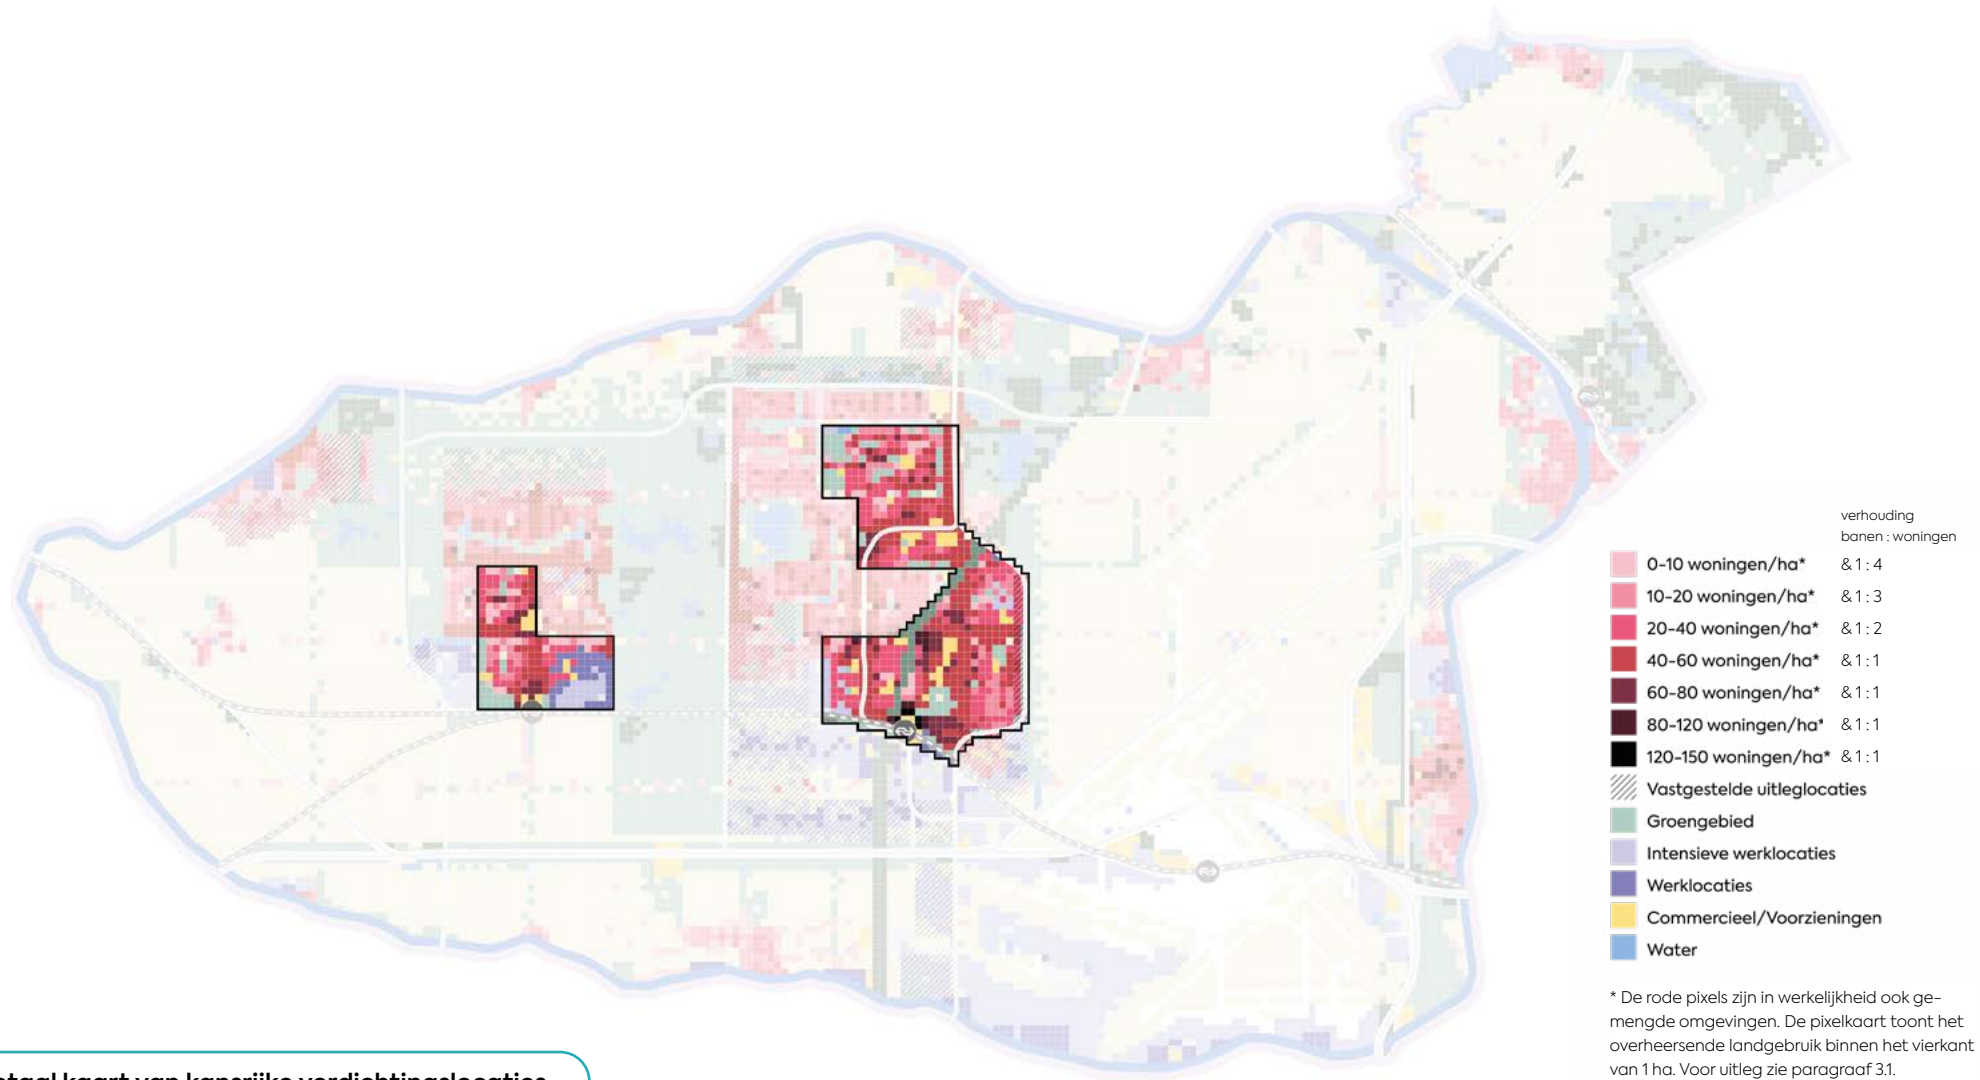 verhouding
banen : woningen
0-10 woningen/ha* & 1 : 4
10-20 woningen/ha* & 1 : 3
20-40 woningen/ha* & 1 : 2
40-60 woningen/ha* & 1 : 1
60-80 woningen/ha* & 1 : 1
80-120 woningen/ha* & 1 : 1
120-150 woningen/ha* & 1 : 1
Vastgestelde uitleglocaties
Groengebied
Intensieve werklocaties
Werklocaties
Commercieel/Voorzieningen
Water
* De rode pixels zijn in werkelijkheid ook ge-
mengde omgevingen. De pixelkaart toont het
overheersende landgebruik binnen het vierkant
van 1 ha. Voor uitleg zie paragraaf 3.1.
kaart van kansrijke verdichtingslocaties